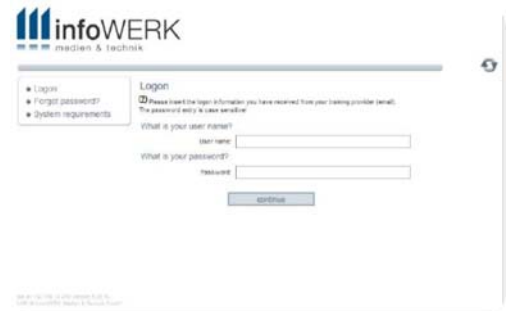 infoWERK
medien & technik
Logon
Forgot password?
System requirements
Logon
Please insert the logon information you have received from your training provider (email).
The password entry is case sensitive!
What is your user name?
User name
What is your password?
Password
continue